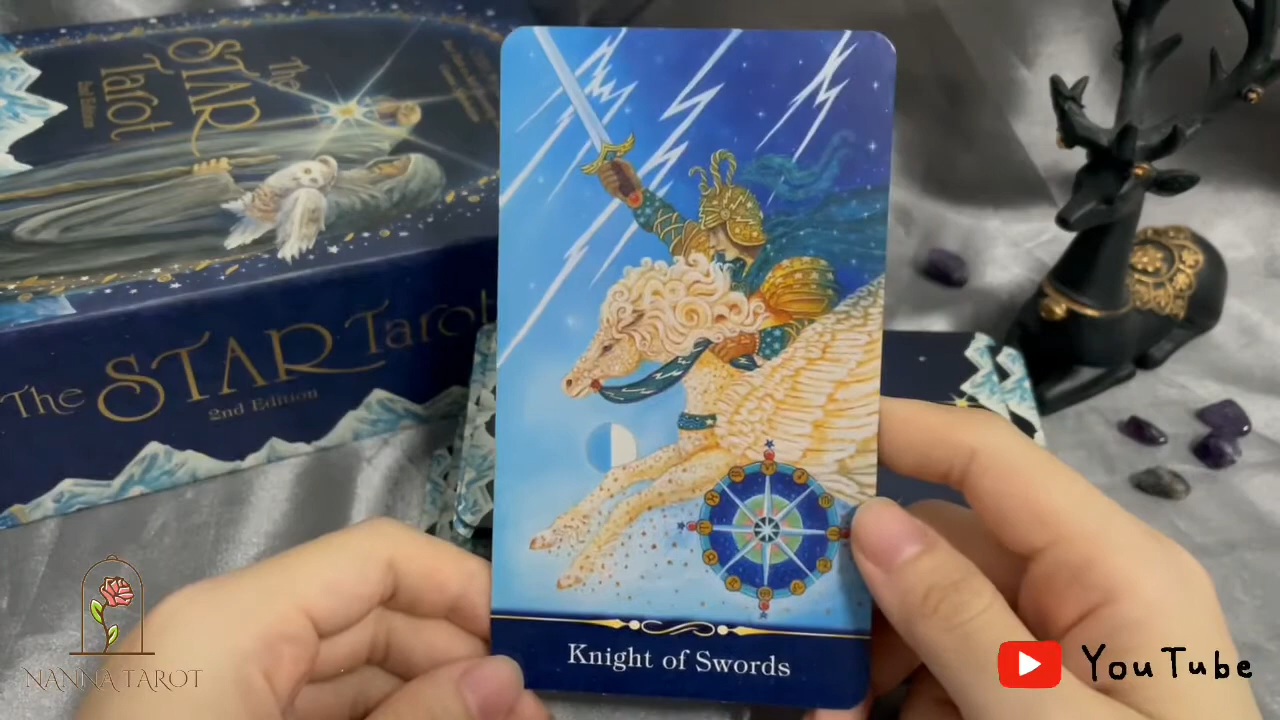 The
STAR
Tarot
2nd Edition
The STAR Tarot
2nd Edition
Knight of Swords
NANNA TAROT
YouTube